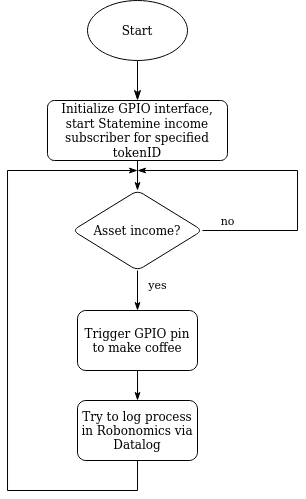 Start
Initialize GPIO interface,
start Statemine income
subscriber for specified
tokenID
Asset income?
no
yes
Trigger GPIO pin
to make coffee
Try to log process
in Robonomics via
Datalog